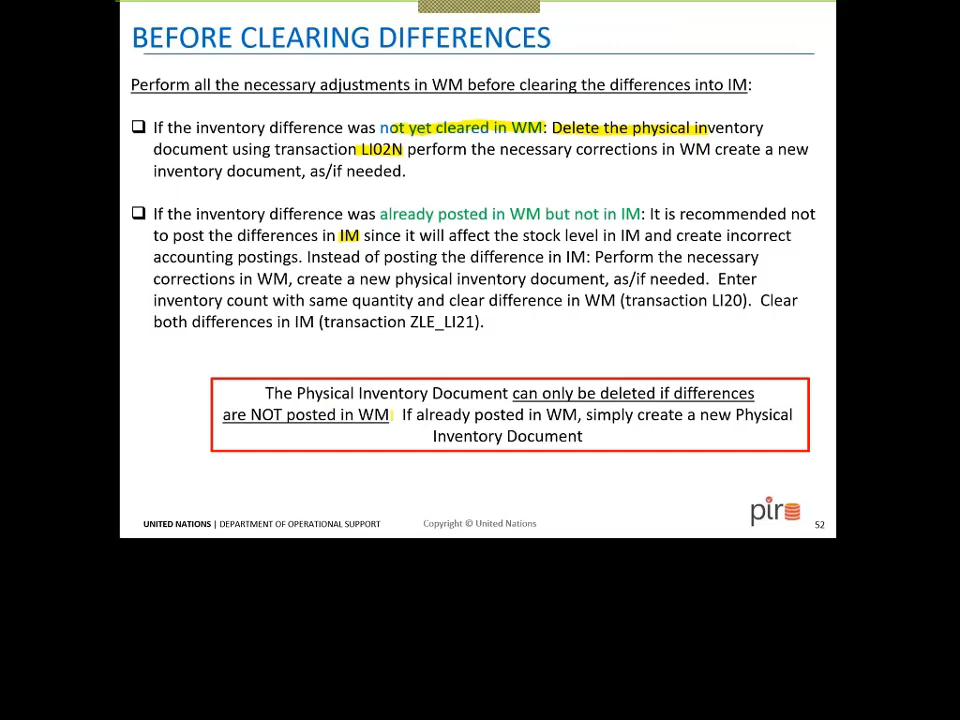 BEFORE CLEARING DIFFERENCES
Perform all the necessary adjustments in WM before clearing the differences into IM:
If the inventory difference was not yet cleared in WM: Delete the physical inventory
document using transaction LI02N perform the necessary corrections in WM create a new
inventory document, as/if needed.
If the inventory difference was already posted in WM but not in IM: It is recommended not
to post the differences in IM since it will affect the stock level in IM and create incorrect
accounting postings. Instead of posting the difference in IM: Perform the necessary
corrections in WM, create a new physical inventory document, as/if needed. Enter
inventory count with same quantity and clear difference in WM (transaction LI20). Clear
both differences in IM (transaction ZLE_LI21).
The Physical Inventory Document can only be deleted if differences
are NOT posted in WM If already posted in WM, simply create a new Physical
Inventory Document
UNITED NATIONS | DEPARTMENT OF OPERATIONAL SUPPORT
Copyright © United Nations
pir
52